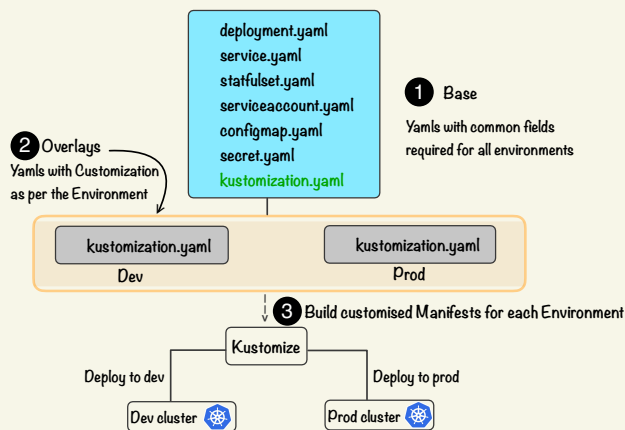 deployment.yaml
service.yaml
statfulset.yaml
serviceaccount.yaml
configmap.yaml
secret.yaml
kustomization.yaml
1 Base
Yamls with common fields
required for all environments
2 Overlays
Yamls with Customization
as per the Environment
kustomization.yaml
Dev
kustomization.yaml
Prod
3 Build customised Manifests for each Environment
Kustomize
Deploy to dev
Deploy to prod
Dev cluster
Prod cluster